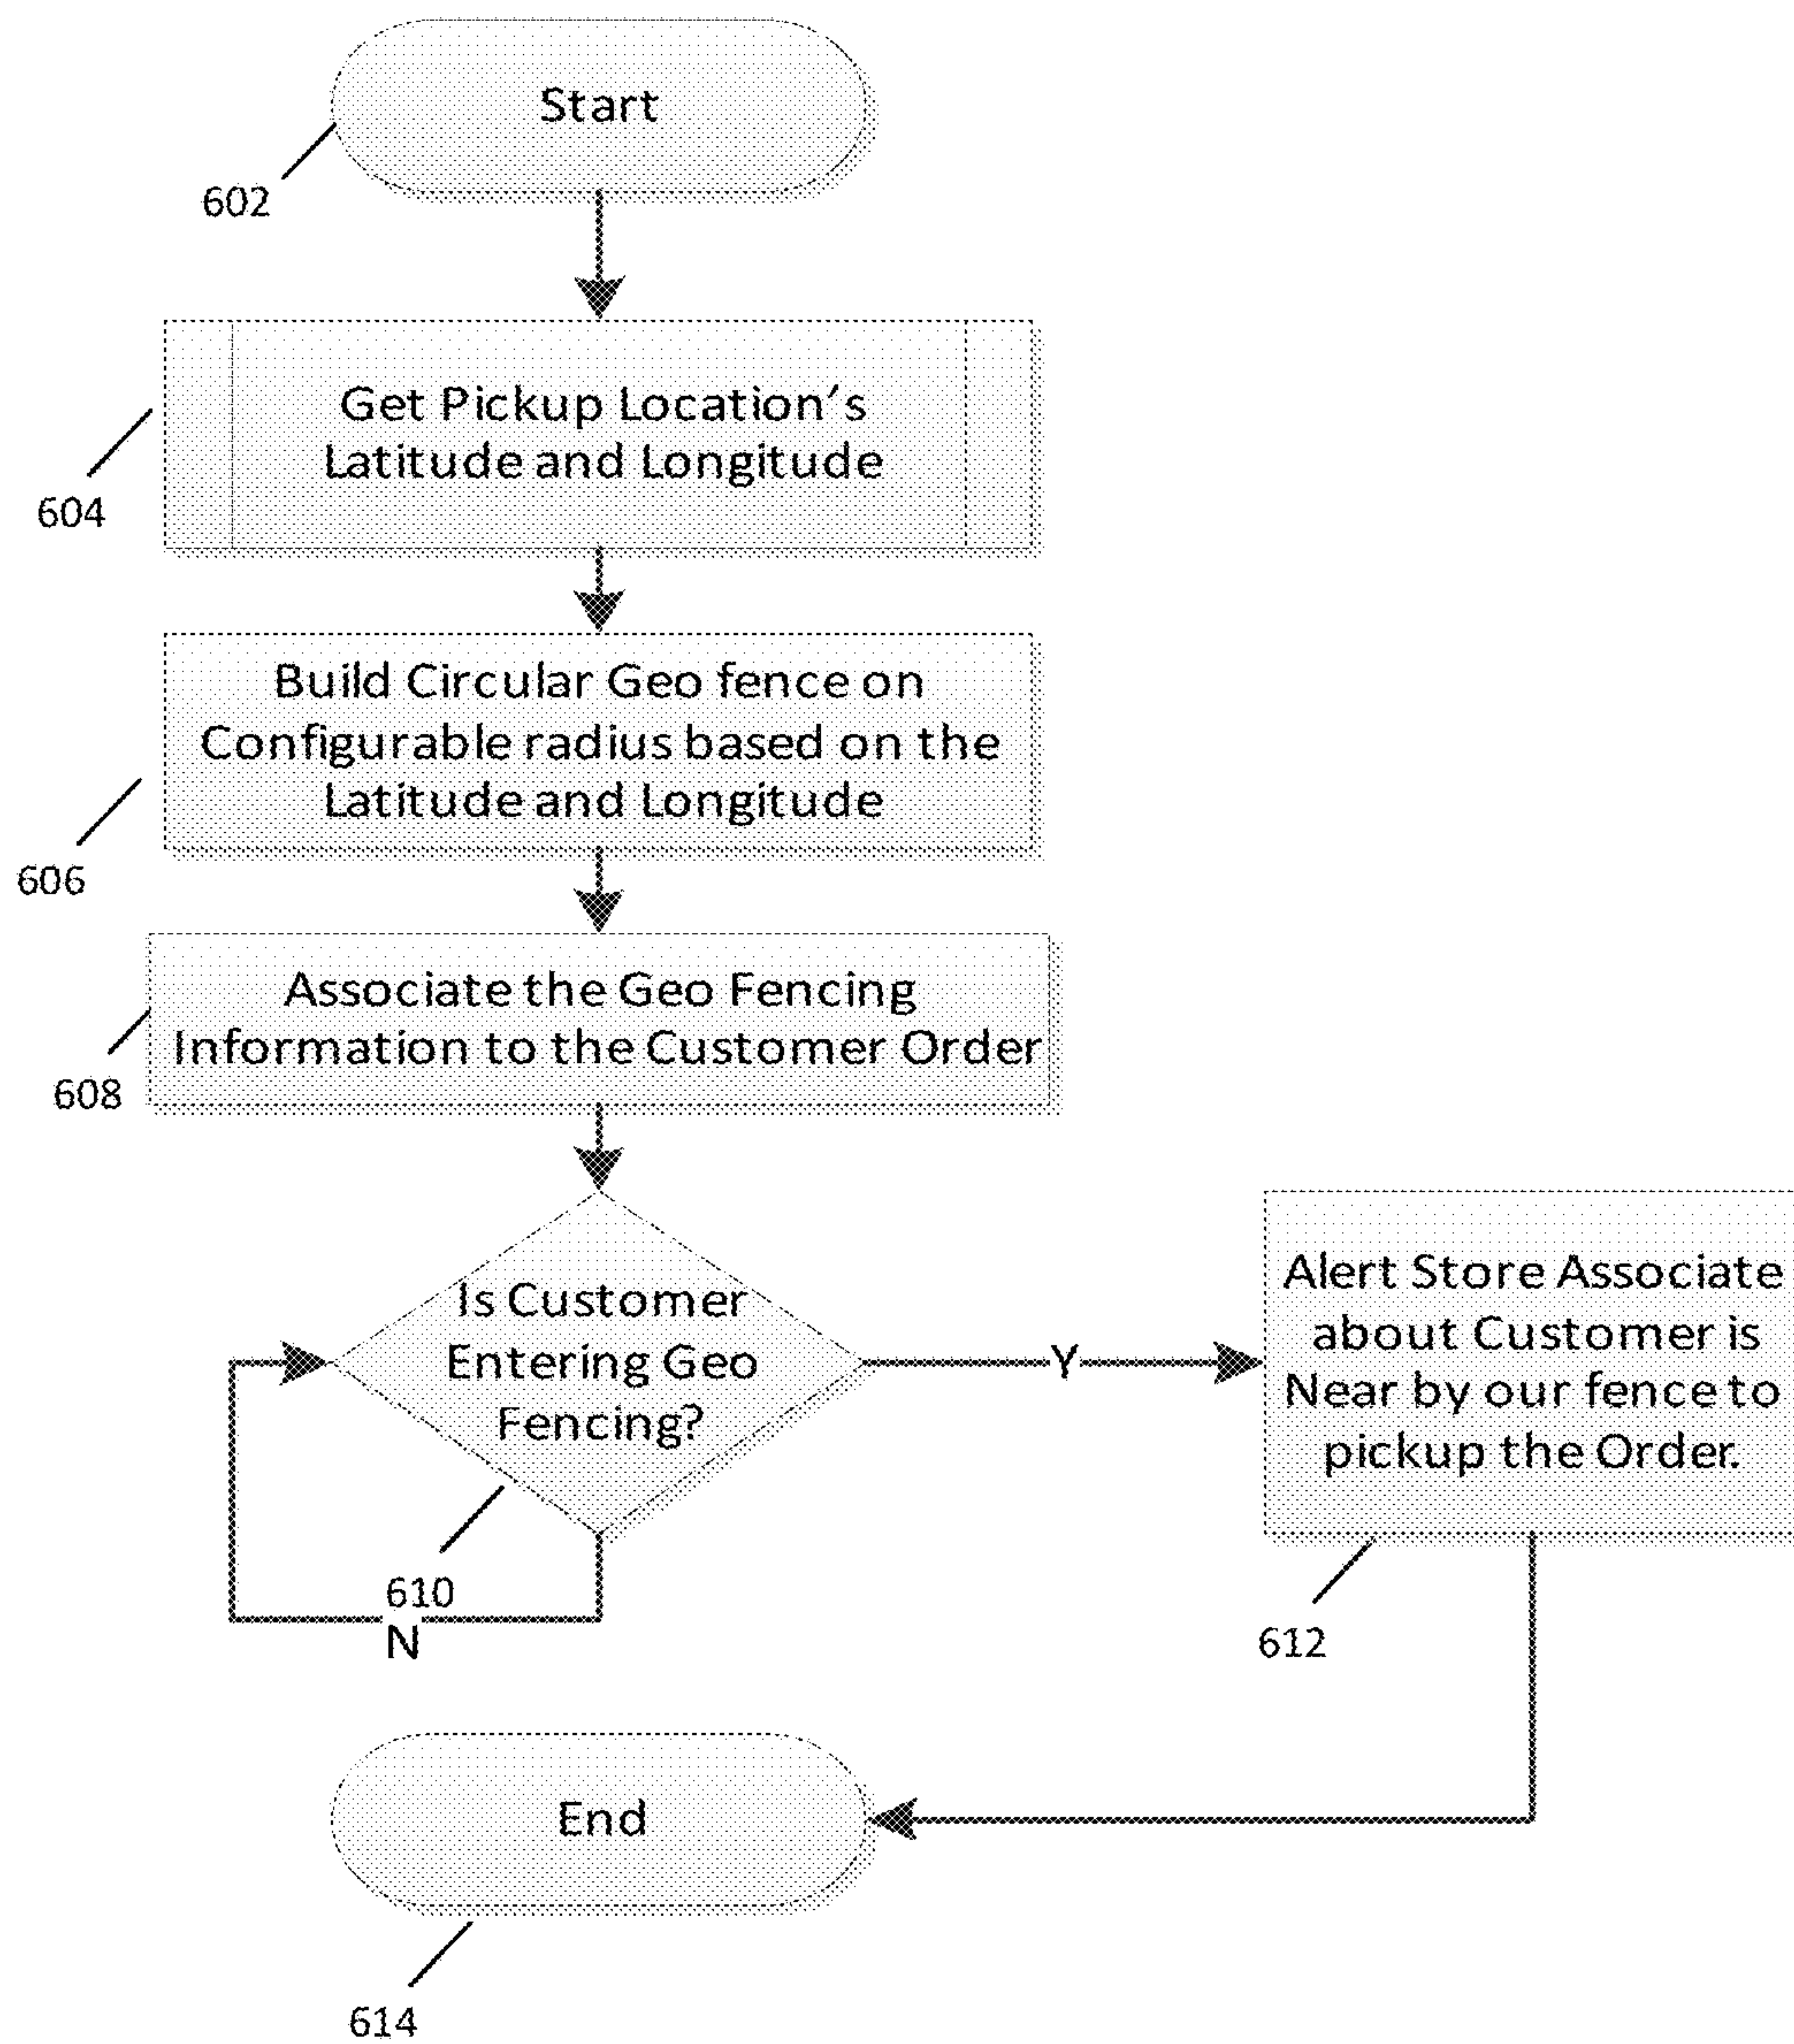 Start
602
Get Pickup Location's
Latitude and Longitude
604
Build Circular Geo fence on
Configurable radius based on the
Latitude and Longitude
606
Associate the Geo Fencing
Information to the Customer Order
608
Is Customer
Entering Geo
Fencing?
Y
Alert Store Associate
about Customer is
Near by our fence to
pickup the Order.
610
N
612
End
614